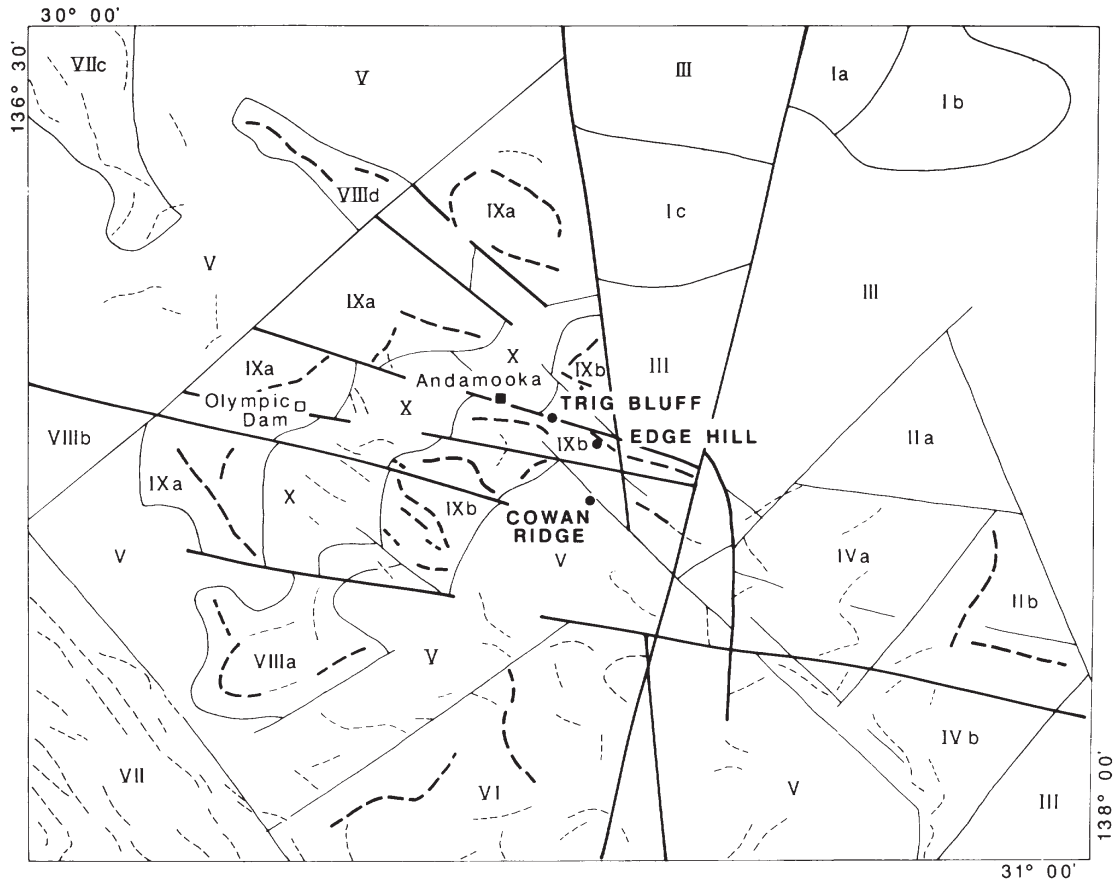 30° 00'
136° 30'
VIIc
V
III
Ia
Ib
VIIId
IXa
Ic
V
IXa
III
X
IXa
IXb
III
Andamooka
Olympic
Dam
X
TRIG BLUFF
EDGE HILL
VIIIb
IXb
IIa
IXa
X
IXb
COWAN
RIDGE
V
V
IVa
IIb
VIIIa
V
IVb
VII
VI
V
III
138° 00'
31° 00'